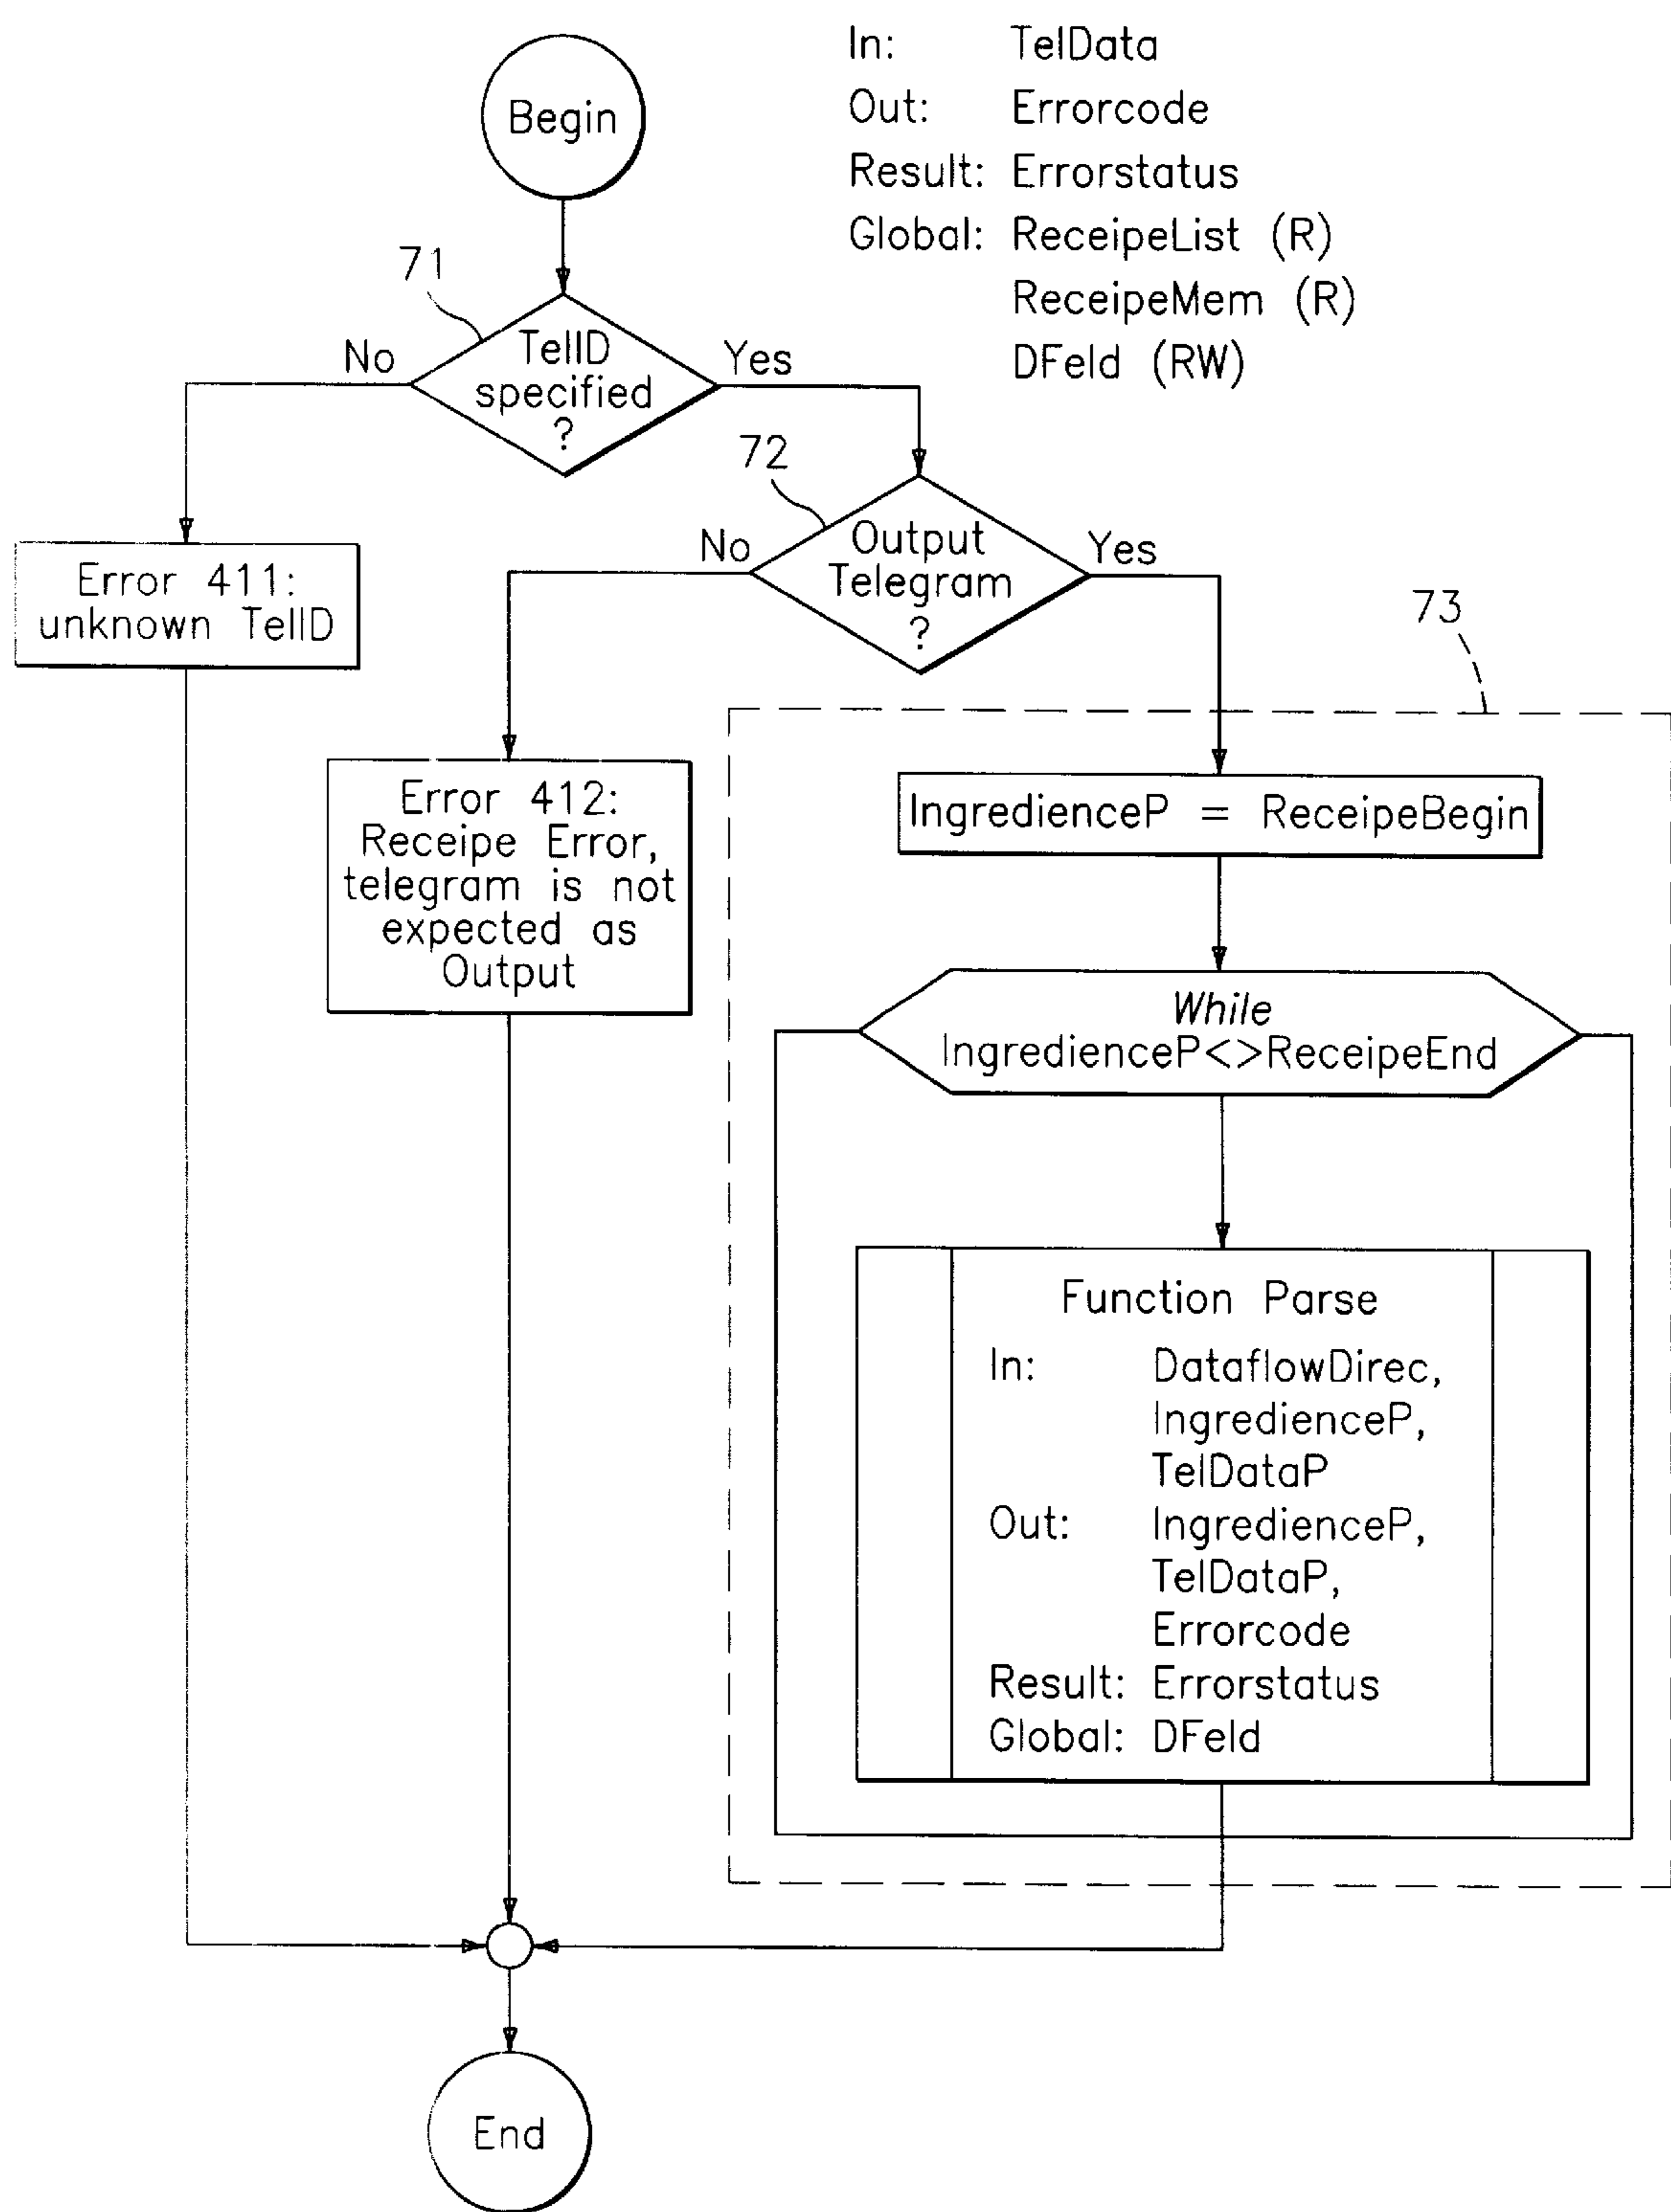 Begin
In: TelData
Out: Errorcode
Result: Errorstatus
Global: ReceipeList (R)
ReceipeMem (R)
DFeld (RW)
71
No
TelID
specified
?
Yes
72
No
Output
Telegram
?
Yes
Error 411:
unknown TelID
73
Error 412:
Receipe Error,
telegram is not
expected as
Output
IngredienceP = ReceipeBegin
While
IngredienceP<>ReceipeEnd
Function Parse
In: DataflowDirec,
IngredienceP,
TelDataP
Out: IngredienceP,
TelDataP,
Errorcode
Result: Errorstatus
Global: DFeld
End